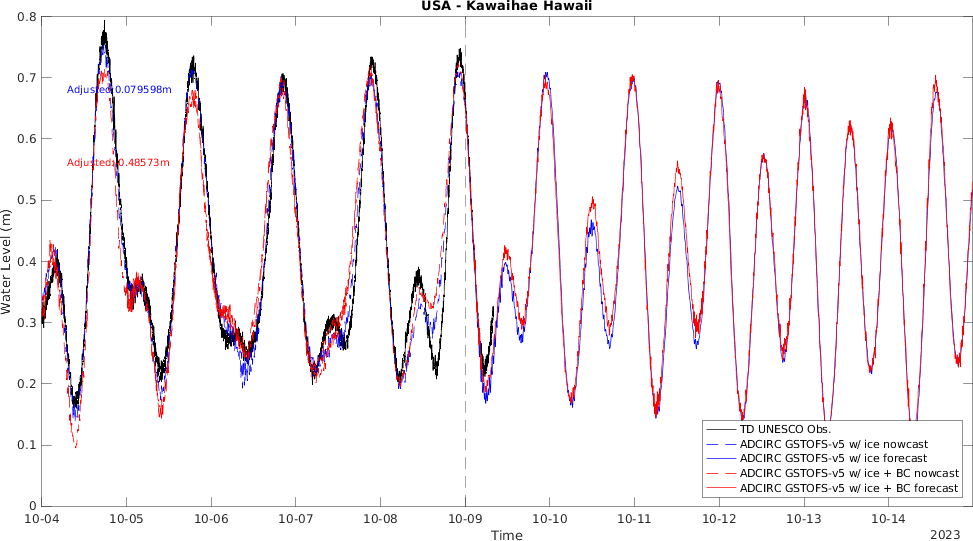 USA - Kawaihae Hawaii
0.8
0.7
Adjusted: 0.079598m
0.6
Adjusted: 0.48573m
0.5
0.4
0.3
0.2
0.1
0
Water Level (m)
TD UNESCO Obs.
ADCIRC GSTOFS-v5 w/ ice nowcast
ADCIRC GSTOFS-v5 w/ ice forecast
ADCIRC GSTOFS-v5 w/ ice + BC nowcast
ADCIRC GSTOFS-v5 w/ ice + BC forecast
10-04 10-05 10-06 10-07 10-08 10-09 10-10 10-11 10-12 10-13 10-14
Time
2023